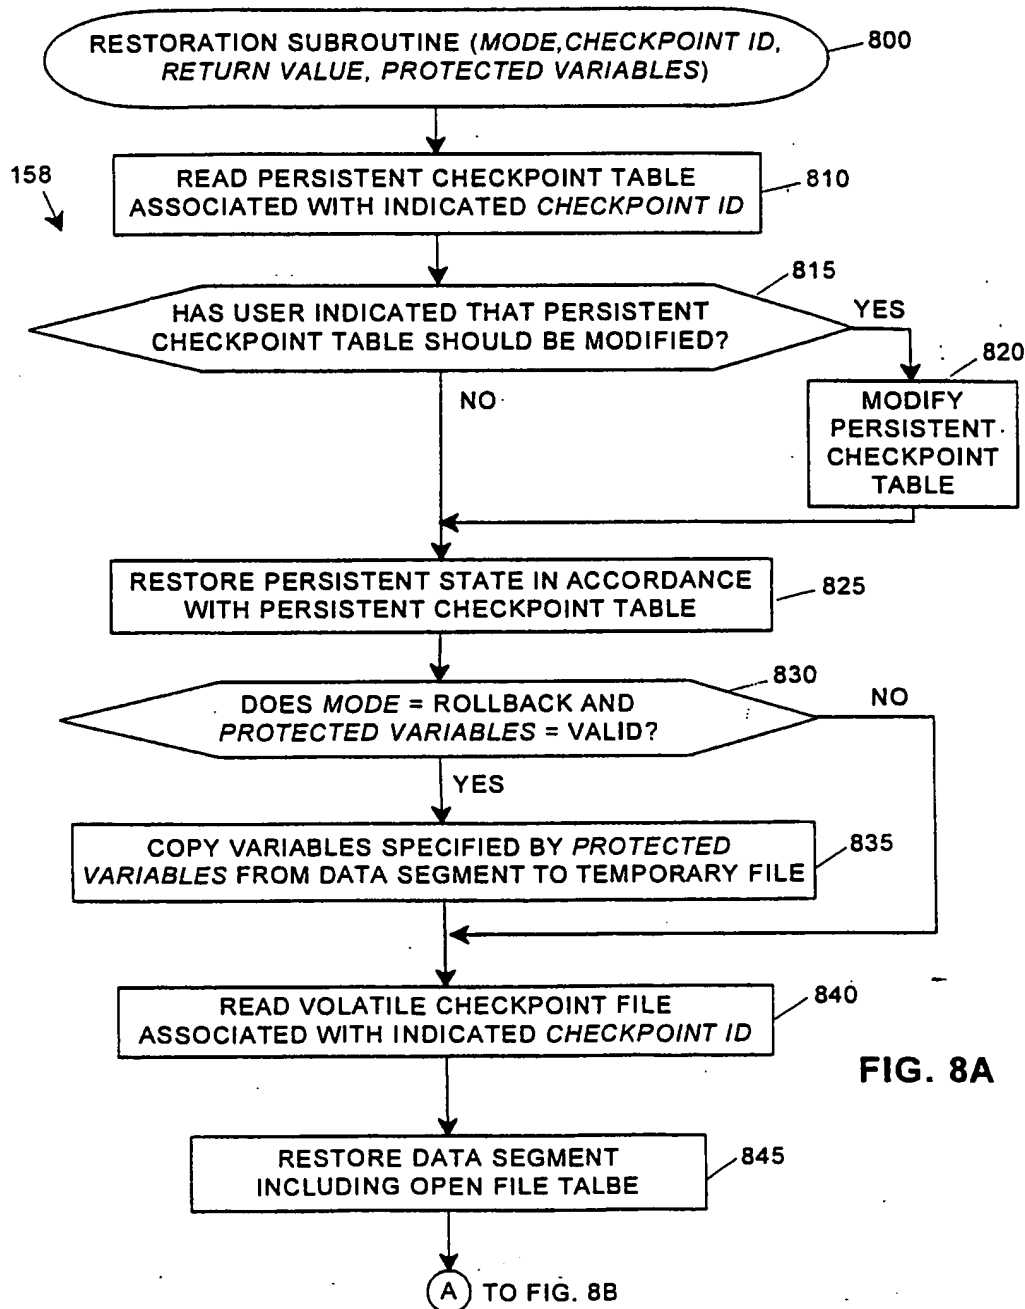 RESTORATION SUBROUTINE (MODE,CHECKPOINT ID,
RETURN VALUE, PROTECTED VARIABLES)
800
158
READ PERSISTENT CHECKPOINT TABLE
ASSOCIATED WITH INDICATED CHECKPOINT ID
810
815
HAS USER INDICATED THAT PERSISTENT
CHECKPOINT TABLE SHOULD BE MODIFIED?
YES
NO
820
MODIFY
PERSISTENT
CHECKPOINT
TABLE
RESTORE PERSISTENT STATE IN ACCORDANCE
WITH PERSISTENT CHECKPOINT TABLE
825
830
DOES MODE = ROLLBACK AND
PROTECTED VARIABLES = VALID?
NO
YES
COPY VARIABLES SPECIFIED BY PROTECTED
VARIABLES FROM DATA SEGMENT TO TEMPORARY FILE
835
READ VOLATILE CHECKPOINT FILE
ASSOCIATED WITH INDICATED CHECKPOINT ID
840
FIG. 8A
RESTORE DATA SEGMENT
INCLUDING OPEN FILE TALBE
845
A TO FIG. 8B